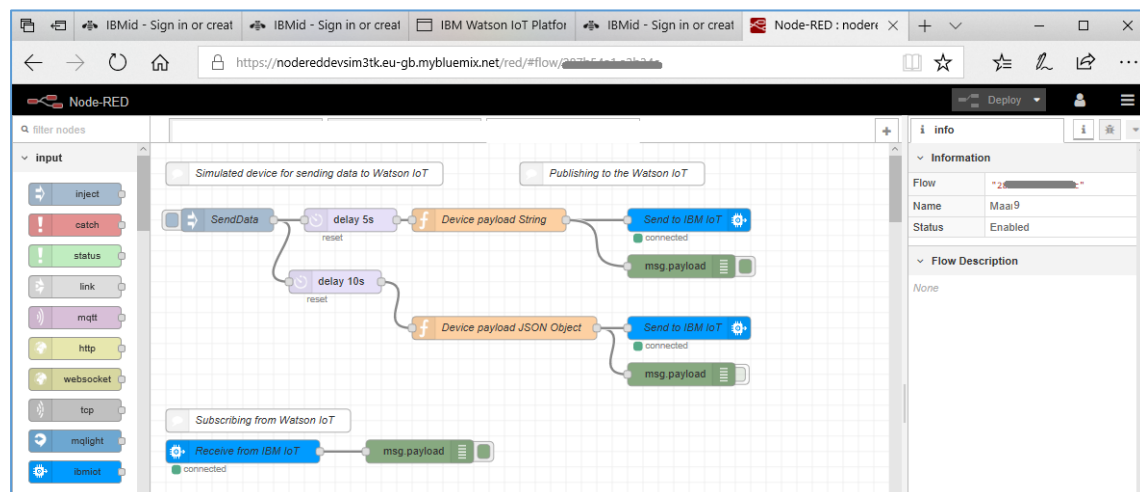 IBMid - Sign in or creat
IBMid - Sign in or creat
IBM Watson IoT Platfor
IBMid - Sign in or creat
Node-RED : nodere
https://nodereddevsim3tk.eu-gb.mybluemix.net/red/#flow/
Node-RED
Deploy
filter nodes
i info
i
input
Information
Simulated device for sending data to Watson IoT
Publishing to the Watson IoT
Flow
Name
Maar9
Status
Enabled
inject
SendData
delay 5s
Device payload String
Send to IBM IoT
reset
connected
catch
status
msg.payload
Flow Description
None
delay 10s
reset
link
mqtt
Device payload JSON Object
Send to IBM IoT
connected
http
msg.payload
websocket
tcp
Subscribing from Watson IoT
mqlight
Receive from IBM IoT
msg.payload
connected
ibmiot